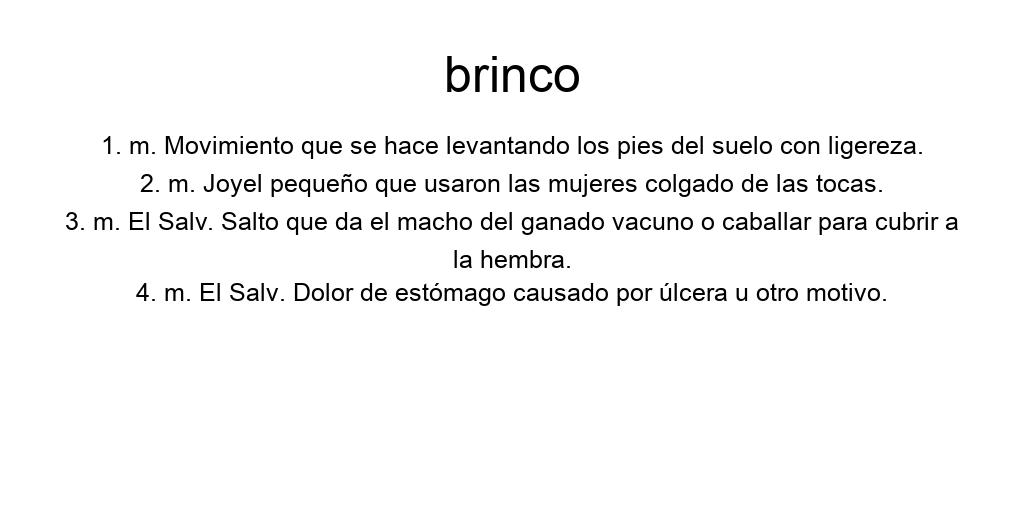 brinco
1. m. Movimiento que se hace levantando los pies del suelo con ligereza.
2. m. Joyel pequeño que usaron las mujeres colgado de las tocas.
3. m. El Salv. Salto que da el macho del ganado vacuno o caballar para cubrir a
la hembra.
4. m. El Salv. Dolor de estómago causado por úlcera u otro motivo.